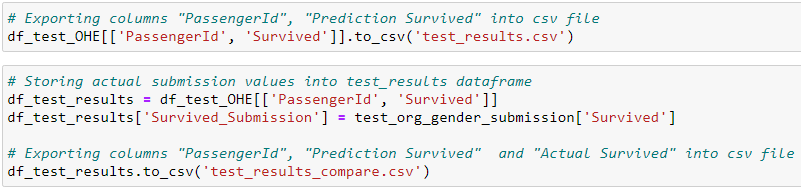 # Exporting columns "PassengerId", "Prediction Survived" into csv file
df_test_OHE[['PassengerId', 'Survived']].to_csv('test_results.csv')
# Storing actual submission values into test_results dataframe
df_test_results = df_test_OHE[['PassengerId', 'Survived']]
df_test_results['Survived_Submission'] = test_org_gender_submission['Survived']
# Exporting columns "PassengerId", "Prediction Survived"  and "Actual Survived" into csv file
df_test_results.to_csv('test_results_compare.csv')